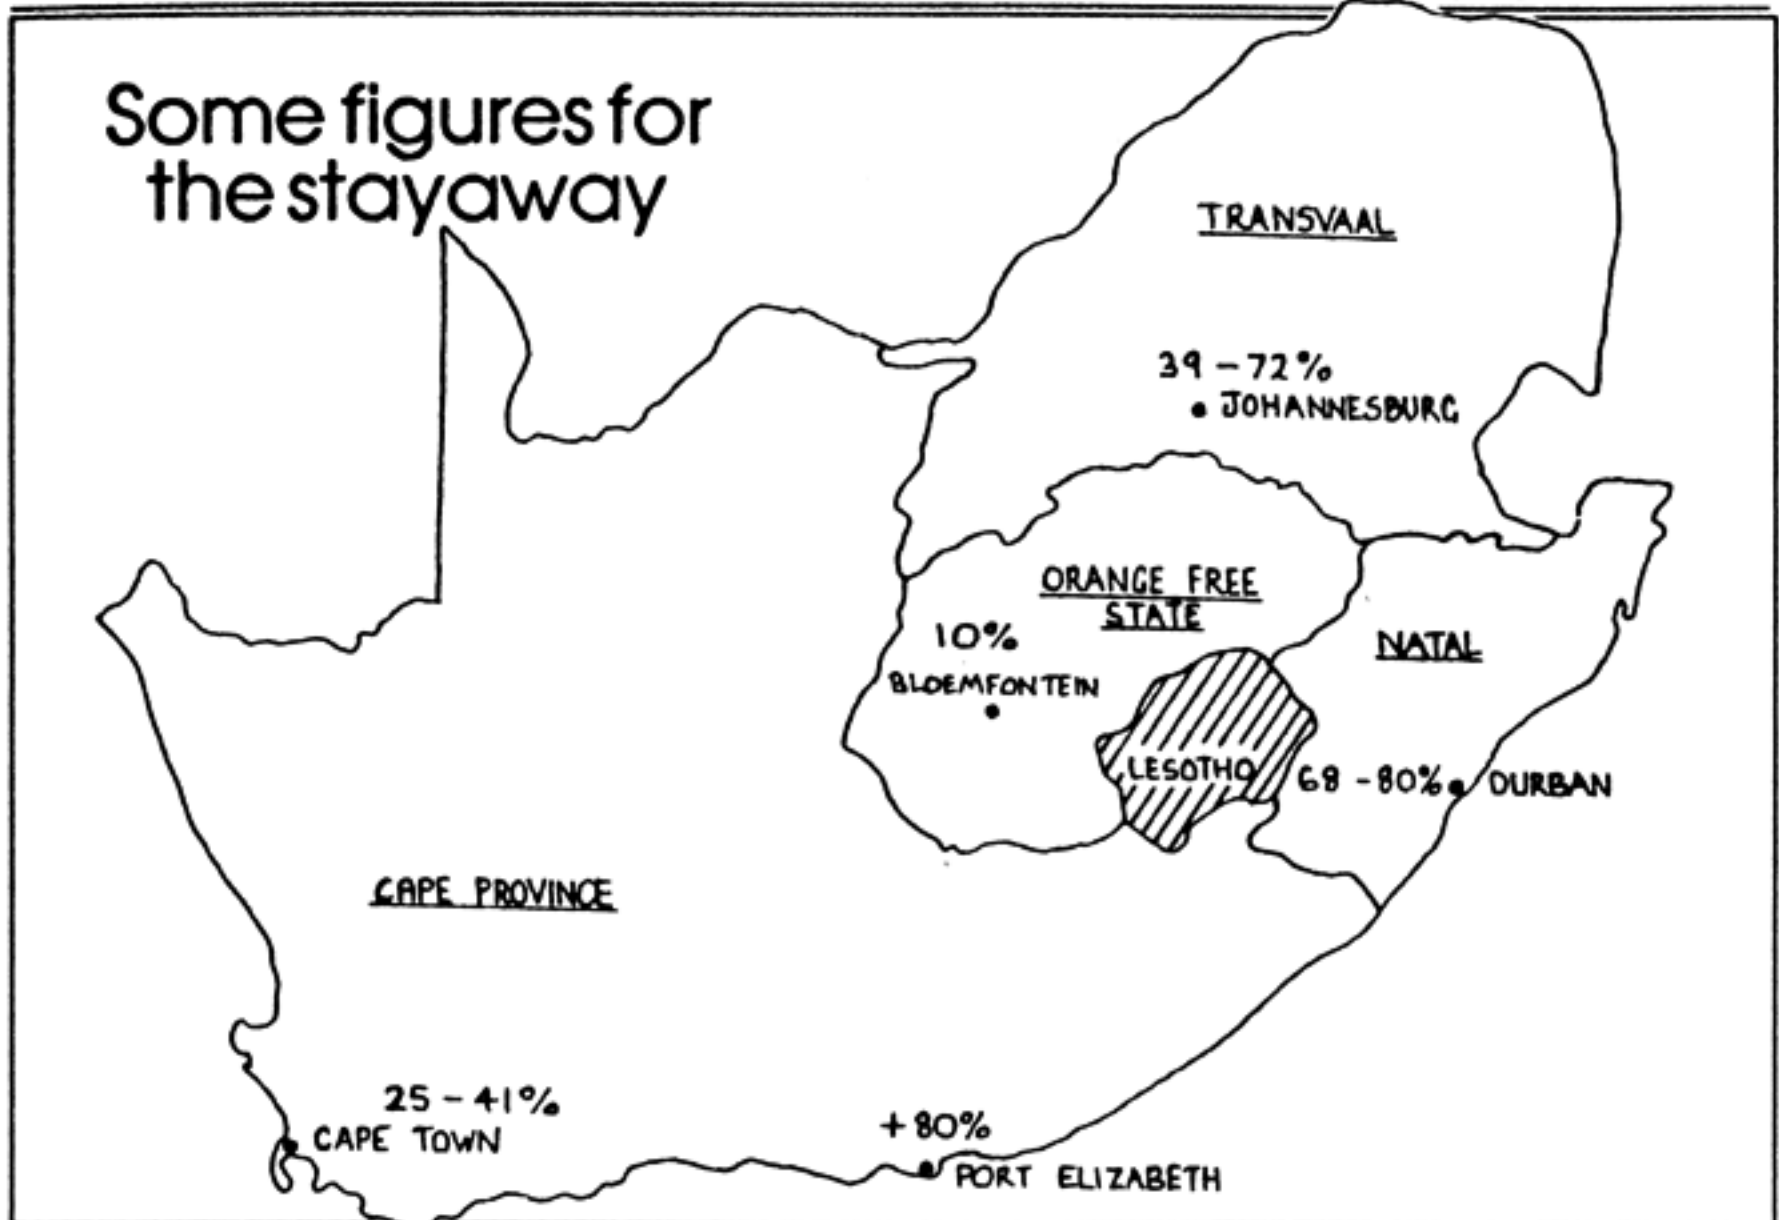 Some figures for
the stayaway
TRANSVAAL
39 - 72%
JOHANNESBURG
ORANGE FREE
STATE
10%
BLOEMFONTEIN
NATAL
LESOTHO
68 - 80%
DURBAN
CAPE PROVINCE
25 - 41%
CAPE TOWN
+80%
PORT ELIZABETH